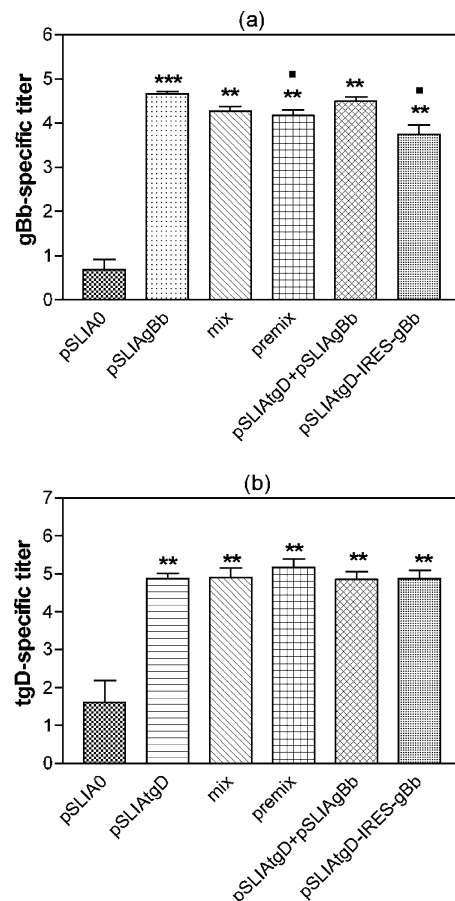 (a)
gBb-specific titer
6
5
4
3
2
1
0
***
**
■
**
**
■
**
pSLIA0
pSLIAgBb
mix
premix
pSLIAtgD+pSLIAgBb
pSLIAtgD-IRES-gBb
(b)
tgD-specific titer
7
6
5
4
3
2
1
0
**
**
**
**
**
pSLIA0
pSLIAtgD
mix
premix
pSLIAtgD+pSLIAgBb
pSLIAtgD-IRES-gBb